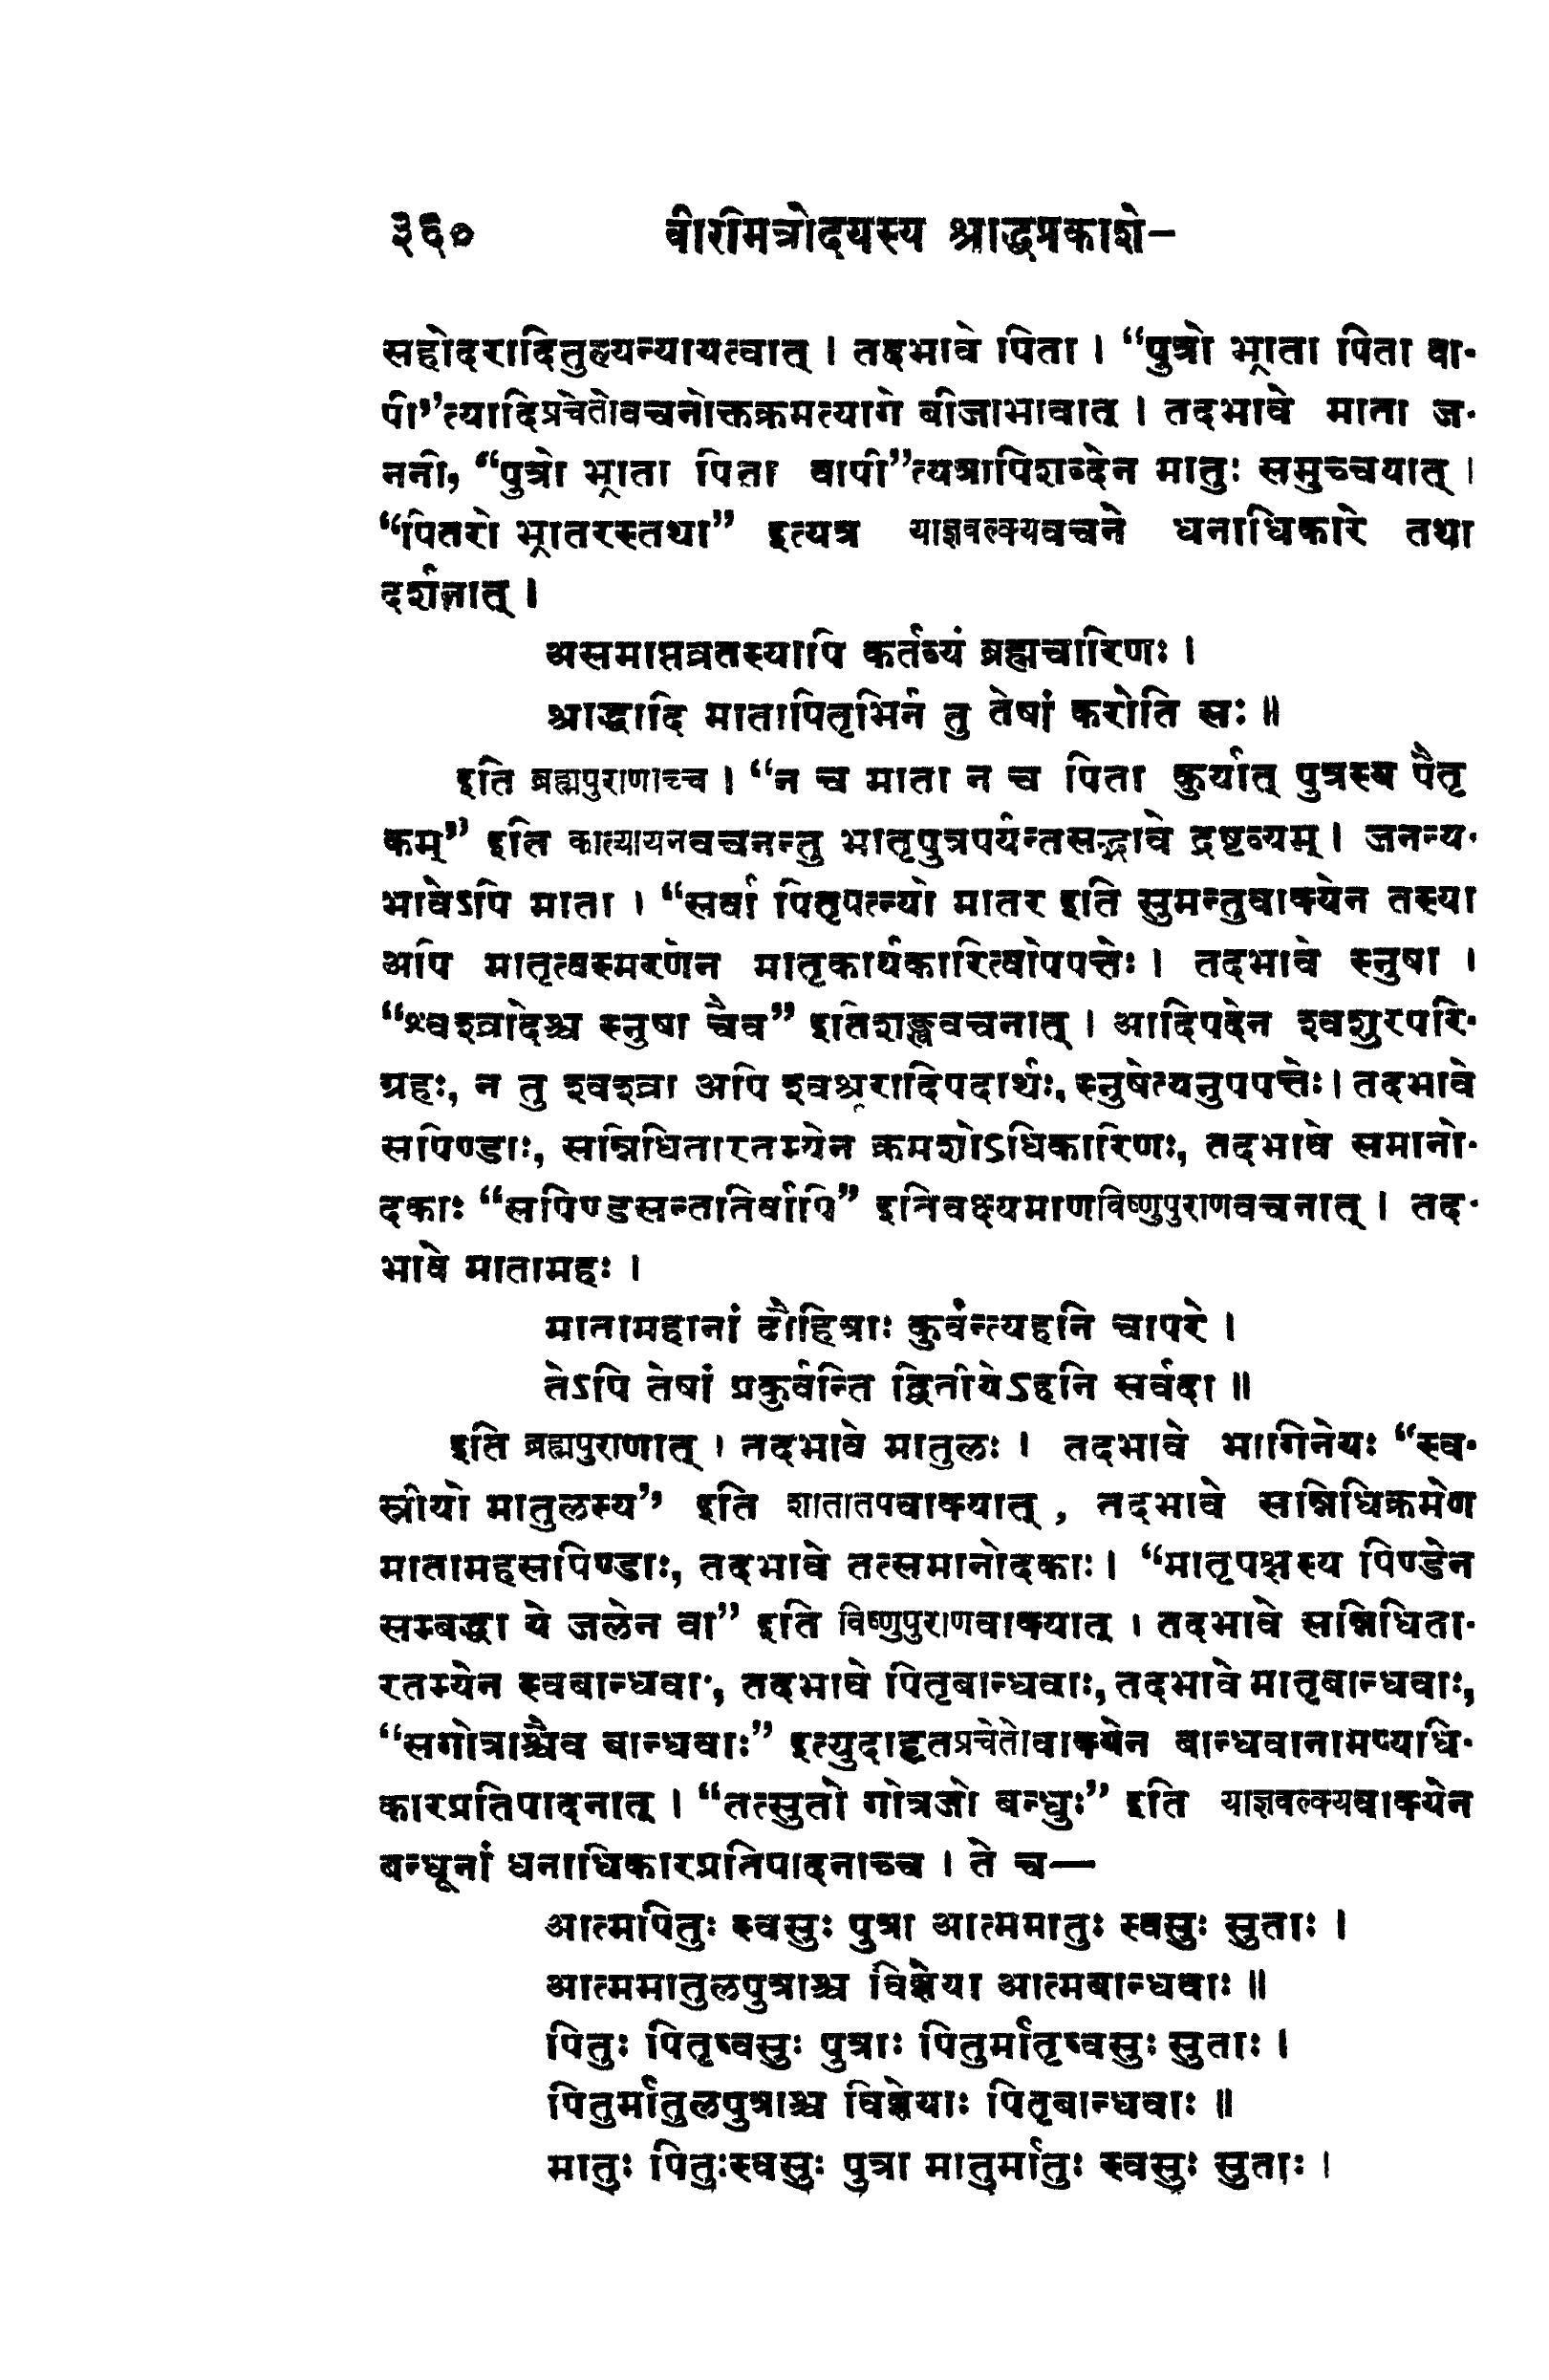 ३६० वीरमित्रोदयस्य श्राद्धप्रकाशे-
सहोदरादितुल्यन्यायत्वात् । तदभावे पिता । “पुत्रो भ्राता पिता वा-
पी”त्यादिप्रचेतोवचनोक्तक्रमत्यागे बीजाभावात् । तदभावे माता ज-
ननी, “पुत्रो भ्राता पिता वापी”त्यत्रापिशब्देन मातुः समुच्चयात् ।
“पितरो भ्रातरस्तथा” इत्यत्र याज्ञवल्क्यवचने धनाधिकारे तथा
दर्शनात् ।
असमाप्तव्रतस्यापि कर्तव्यं ब्रह्मचारिणः ।
श्राद्धादि मातापितृभिर्न तु तेषां करोति सः ॥
इति ब्रह्मपुराणाच्च । “न च माता न च पिता कुर्यात् पुत्रस्य पैतृ
कम्” इति कात्यायनवचनन्तु भ्रातृपुत्रपर्यन्तसद्भावे द्रष्टव्यम् । जनन्य-
भावेऽपि माता । “सर्वा पितृपत्न्यो मातर इति सुमन्तुवाक्येन तस्या
अपि मातृत्वस्मरणेन मातृकार्यकारित्वोपपत्तेः । तदभावे स्नुषा ।
“श्वश्र्वादेश्च स्नुषा चैव” इतिशङ्खवचनात् । आदिपदेन श्वशुरपरि-
ग्रहः, न तु श्वश्र्वा अपि श्वश्रूरादिपदार्थः, स्नुषेत्यनुपपत्तेः । तदभावे
सपिण्डाः, सन्निधितारतम्येन क्रमशोऽधिकारिणः, तदभावे समानो-
दकाः “सपिण्डसन्ततिर्वापि” इतिवक्ष्यमाणविष्णुपुराणवचनात् । तद-
भावे मातामहः ।
मातामहानां दौहित्राः कुर्वन्त्यहनि चापरे ।
तेऽपि तेषां प्रकुर्वन्ति द्वितीयेऽहनि सर्वदा ॥
इति ब्रह्मपुराणात् । तदभावे मातुलः । तदभावे भागिनेयः “स्व-
स्रीयो मातुलस्य” इति शातातपवाक्यात् , तदभावे सन्निधिक्रमेण
मातामहसपिण्डाः, तदभावे तत्समानोदकाः । “मातृपक्षस्य पिण्डेन
सम्बद्धा ये जलेन वा” इति विष्णुपुराणवाक्यात् । तदभावे सन्निधिता-
रतम्येन स्वबान्धवाः, तदभावे पितृबान्धवाः, तदभावे मातृबान्धवाः,
“सगोत्राश्चैव बान्धवाः” इत्युदाहृतप्रचेतोवाक्येन बान्धवानामप्यधि-
कारप्रतिपादनात् । “तत्सुतो गोत्रजो बन्धुः” इति याज्ञवल्क्यवाक्येन
बन्धूनां धनाधिकारप्रतिपादनाच्च । ते च—
आत्मपितुः स्वसुः पुत्रा आत्ममातुः स्वसुः सुताः ।
आत्ममातुलपुत्राश्च विज्ञेया आत्मबान्धवाः ॥
पितुः पितृष्वसुः पुत्राः पितुर्मातृष्वसुः सुताः ।
पितुर्मातुलपुत्राश्च विज्ञेयाः पितृबान्धवाः ॥
मातुः पितुःस्वसुः पुत्रा मातुर्मातुः स्वसुः सुताः ।